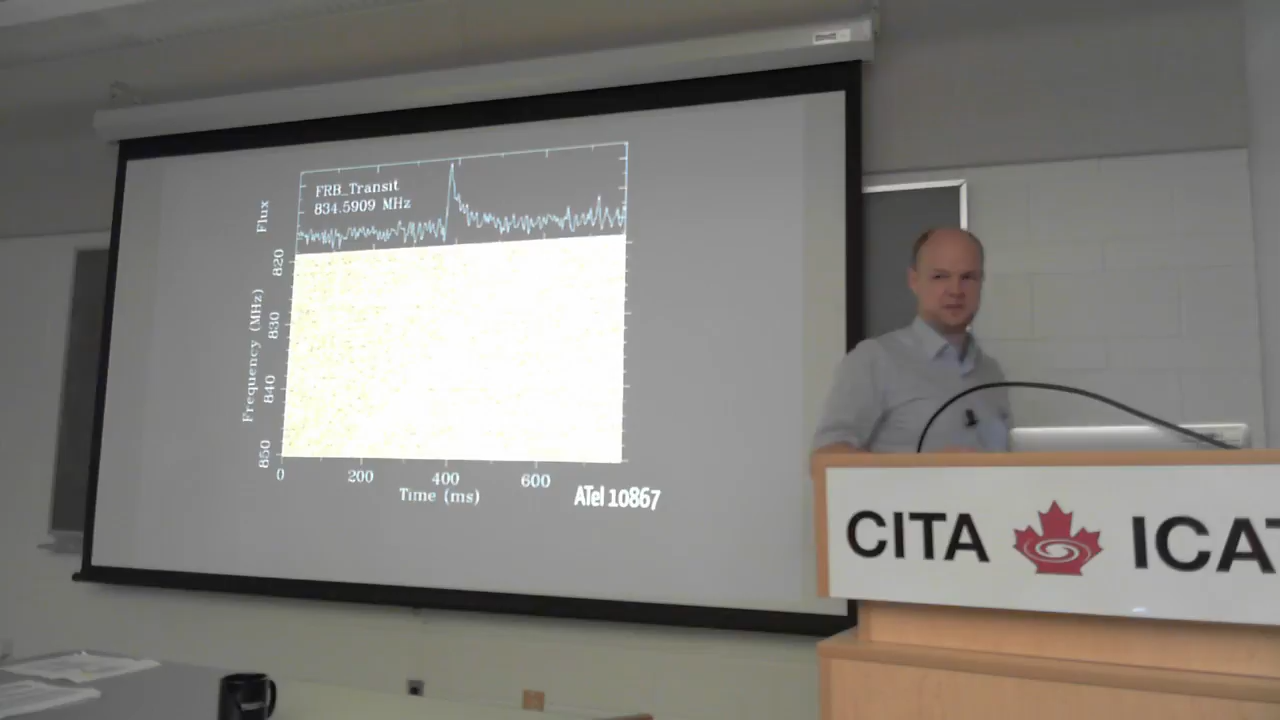 FRB_Transit
834.5909 MHz
Flux
820
830
840
850
Frequency (MHz)
0 200 400 600
Time (ms)
ATel 10867
CITA ICAT